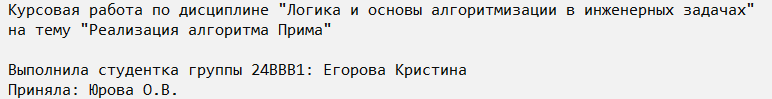 Курсовая работа по дисциплине "Логика и основы алгоритмизации в инженерных задачах"
на тему "Реализация алгоритма Прима"
Выполнила студентка группы 24ВВВ1: Егорова Кристина
Приняла: Юрова О.В.